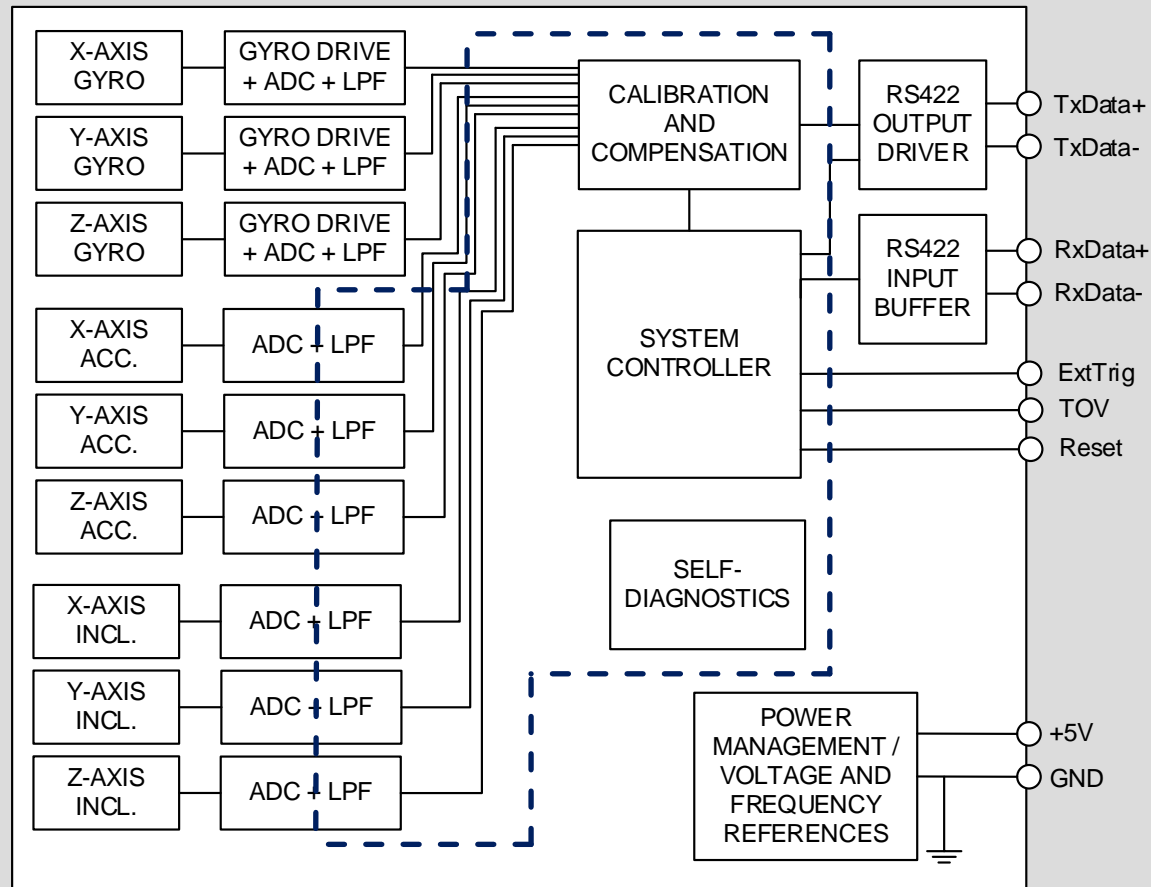 X-AXIS
GYRO
GYRO DRIVE
+ ADC + LPF
Y-AXIS
GYRO
GYRO DRIVE
+ ADC + LPF
Z-AXIS
GYRO
GYRO DRIVE
+ ADC + LPF
X-AXIS
ACC.
ADC + LPF
Y-AXIS
ACC.
ADC + LPF
Z-AXIS
ACC.
ADC + LPF
X-AXIS
INCL.
ADC + LPF
Y-AXIS
INCL.
ADC + LPF
Z-AXIS
INCL.
ADC + LPF
CALIBRATION
AND
COMPENSATION
SYSTEM
CONTROLLER
SELF-
DIAGNOSTICS
RS422
OUTPUT
DRIVER
RS422
INPUT
BUFFER
POWER
MANAGEMENT /
VOLTAGE AND
FREQUENCY
REFERENCES
TxData+
TxData-
RxData+
RxData-
ExtTrig
TOV
Reset
+5V
GND